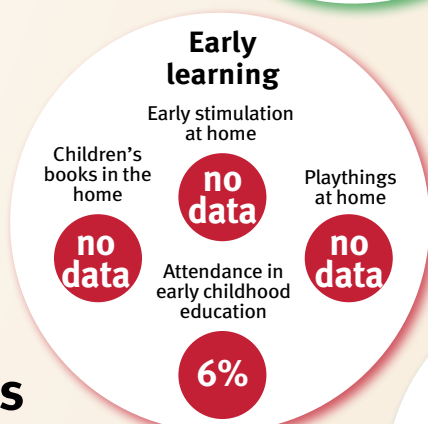 Early
learning
Early stimulation
at home
no
data
Children's
books in the
home
no
data
Playthings
at home
no
data
Attendance in
early childhood
education
6%
s